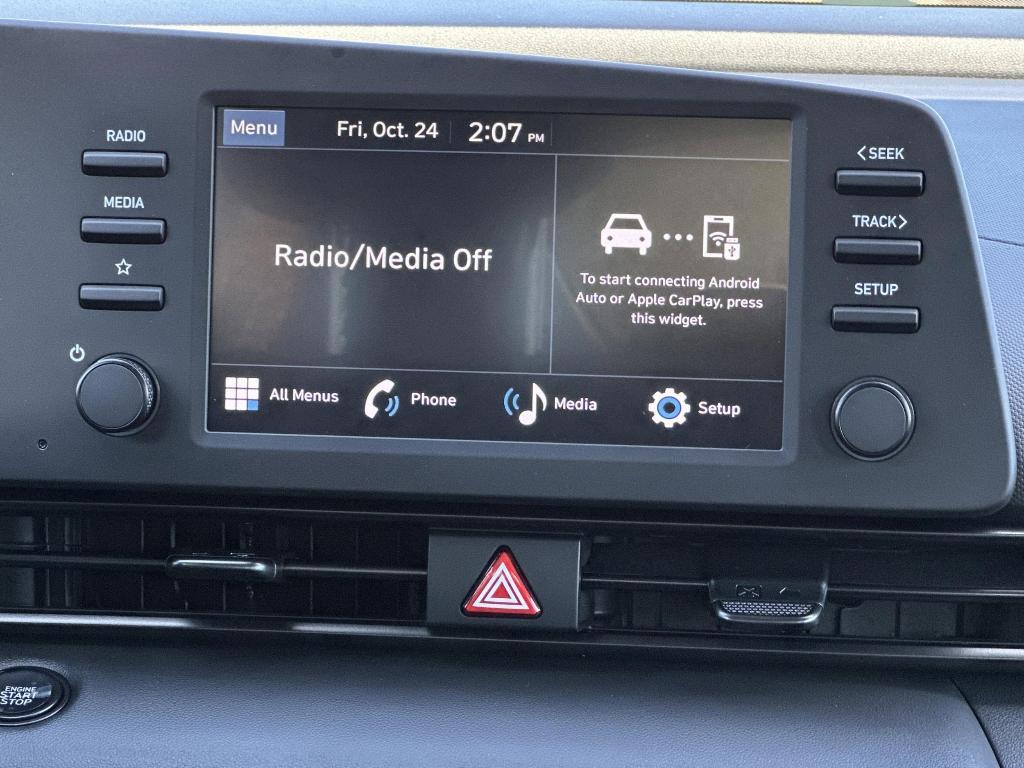 RADIO
MEDIA
Menu
Fri, Oct. 24
2:07 PM
Radio/Media Off
To start connecting Android
Auto or Apple CarPlay, press
this widget.
All Menus
Phone
Media
Setup
<SEEK
TRACK>
SETUP
ENGINE
START
STOP